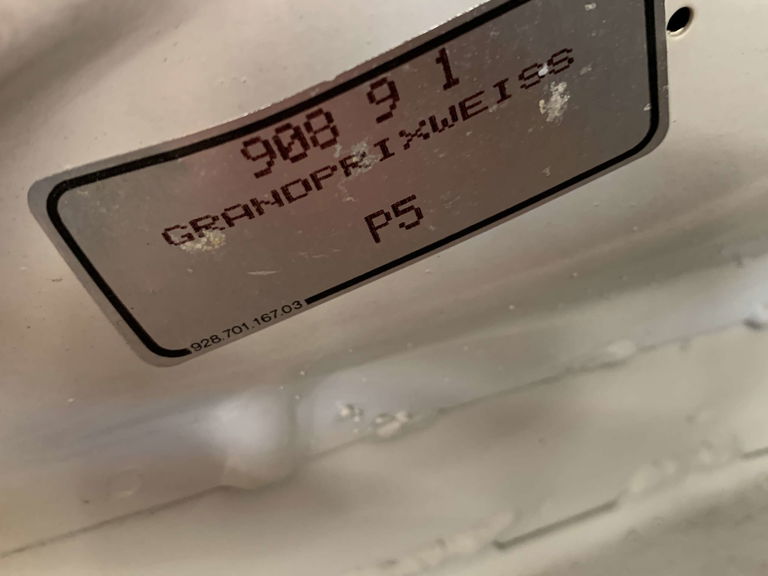 908 9 1
GRANDPRIXWEISS
P5
928.701.167.03